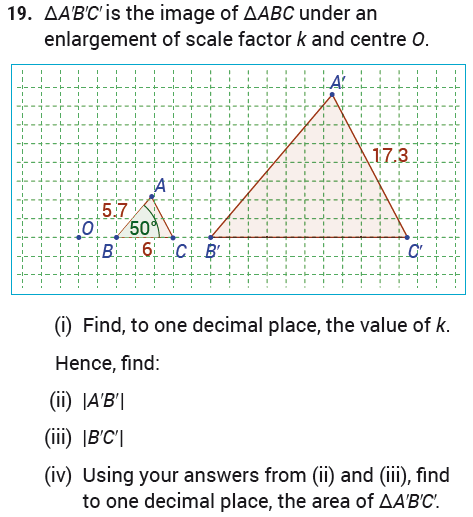 19. ΔA'B'C' is the image of ΔABC under an
enlargement of scale factor k and centre O.
A'
17.3
A
5.7
O
50°
B
6
C
B'
C'
(i) Find, to one decimal place, the value of k.
Hence, find:
(ii) |A'B'|
(iii) |B'C'|
(iv) Using your answers from (ii) and (iii), find
to one decimal place, the area of ΔA'B'C'.